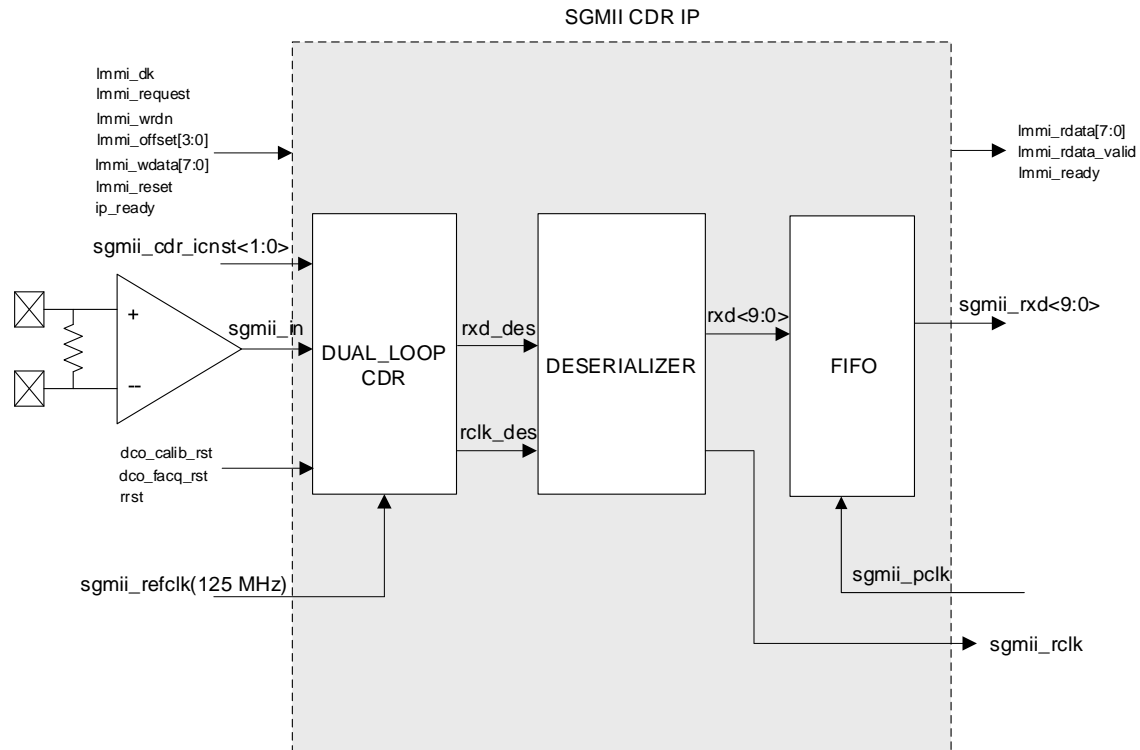 SGMII CDR IP
lmmi_clk
lmmi_request
lmmi_wrdn
lmmi_offset[3:0]
lmmi_wdata[7:0]
lmmi_reset
ip_ready
lmmi_rdata[7:0]
lmmi_rdata_valid
lmmi_ready
sgmii_cdr_icnst<1:0>
+
--
sgmii_in
DUAL_LOOP
CDR
rxd_des
rclk_des
DESERIALIZER
rxd<9:0>
FIFO
sgmii_rxd<9:0>
dco_calib_rst
dco_facq_rst
rrst
sgmii_refclk(125 MHz)
sgmii_pclk
sgmii_rclk